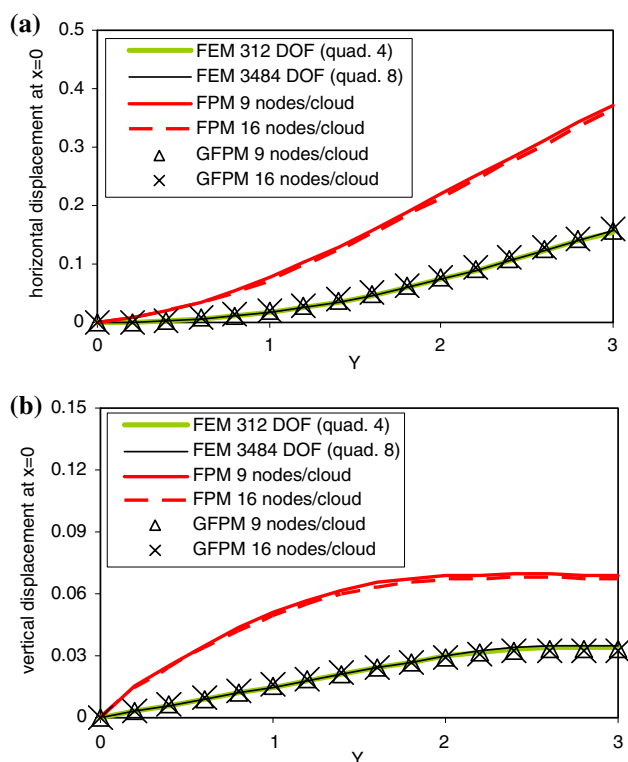 (a)
0.5
0.4
0.3
0.2
0.1
0
horizontal displacement at x=0
FEM 312 DOF (quad. 4)
FEM 3484 DOF (quad. 8)
FPM 9 nodes/cloud
FPM 16 nodes/cloud
GFPM 9 nodes/cloud
GFPM 16 nodes/cloud
0 1 2 3
Y
(b)
0.15
0.12
0.09
0.06
0.03
0
vertical displacement at x=0
FEM 312 DOF (quad. 4)
FEM 3484 DOF (quad. 8)
FPM 9 nodes/cloud
FPM 16 nodes/cloud
GFPM 9 nodes/cloud
GFPM 16 nodes/cloud
0 1 2 3
Y